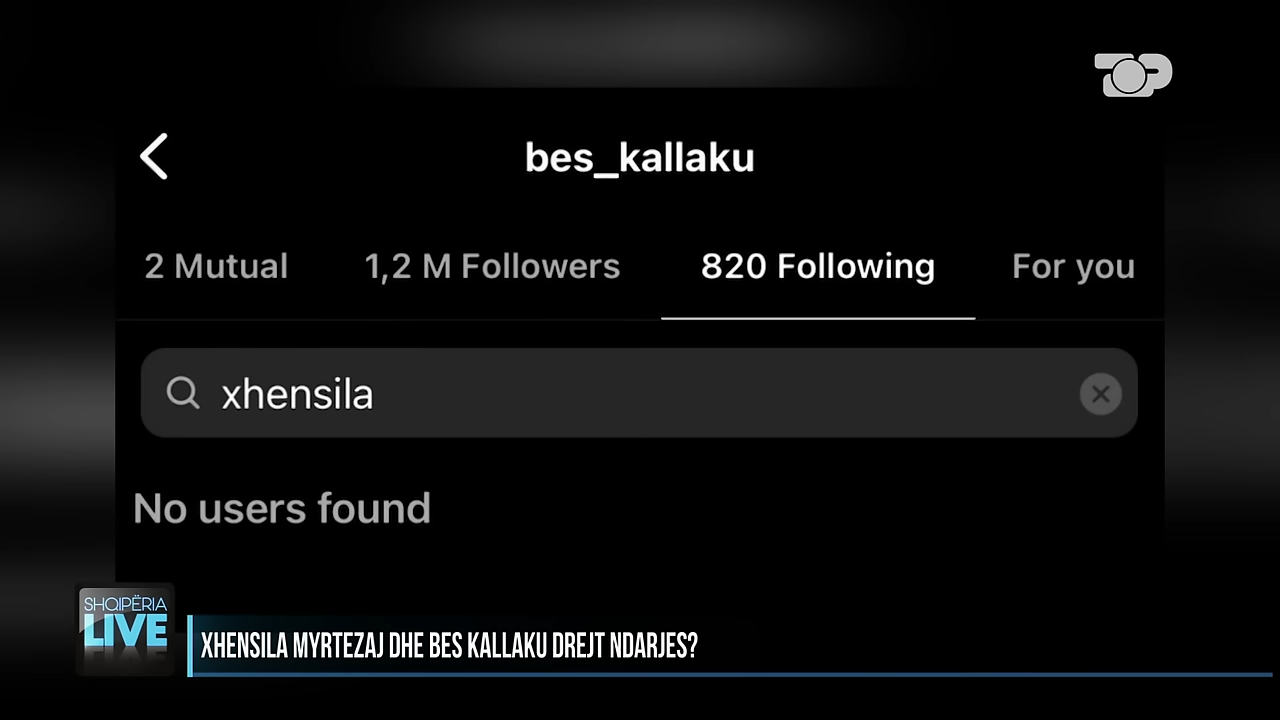 TOP
bes_kallaku
2 Mutual 1,2 M Followers 820 Following For you
xhensila
No users found
SHQIPËRIA
LIVE
XHENSILA MYRTEZAJ DHE BES KALLAKU DREJT NDARJES?